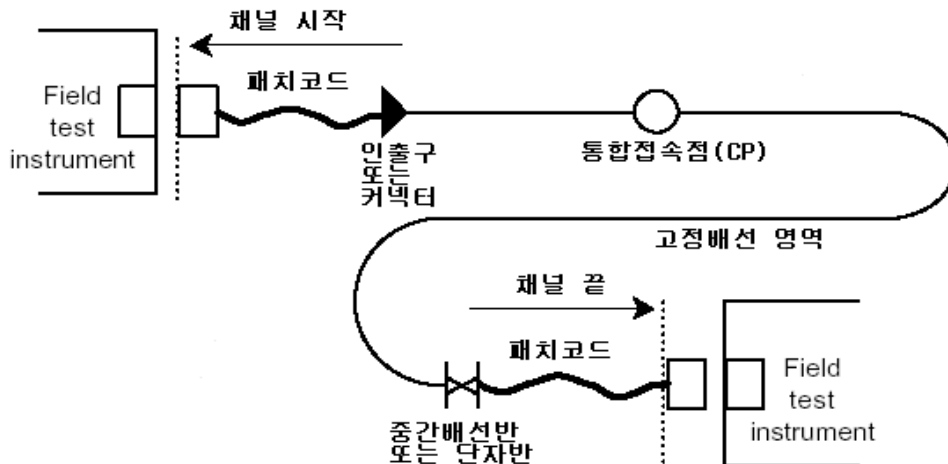 채널 시작
패치코드
Field
test
instrument
인출구
또는
커넥터
통합접속점(CP)
고정배선 영역
채널 끝
패치코드
Field
test
instrument
중간배선반
또는 단자반